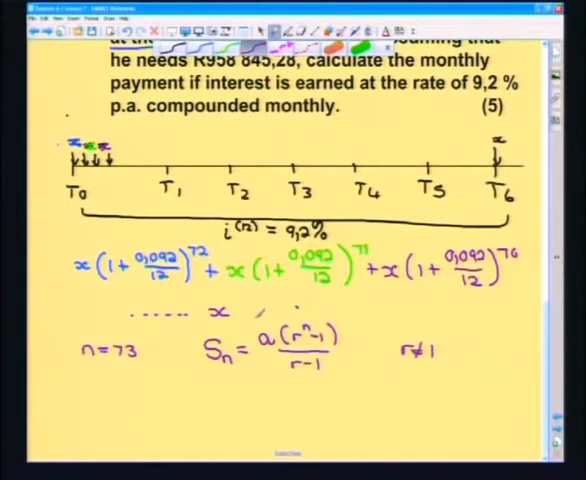 he needs R958 845,28, calculate the monthly
payment if interest is earned at the rate of 9,2 %
p.a. compounded monthly. (5)
x x x x
T0 T1 T2 T3 T4 T5 T6
i^(12) = 9,2%
x(1+0,092/12)^72 + x(1+0,092/12)^71 + x(1+0,092/12)^70
...... x
n=73 Sn = a(r^n-1)/r-1 r≠1